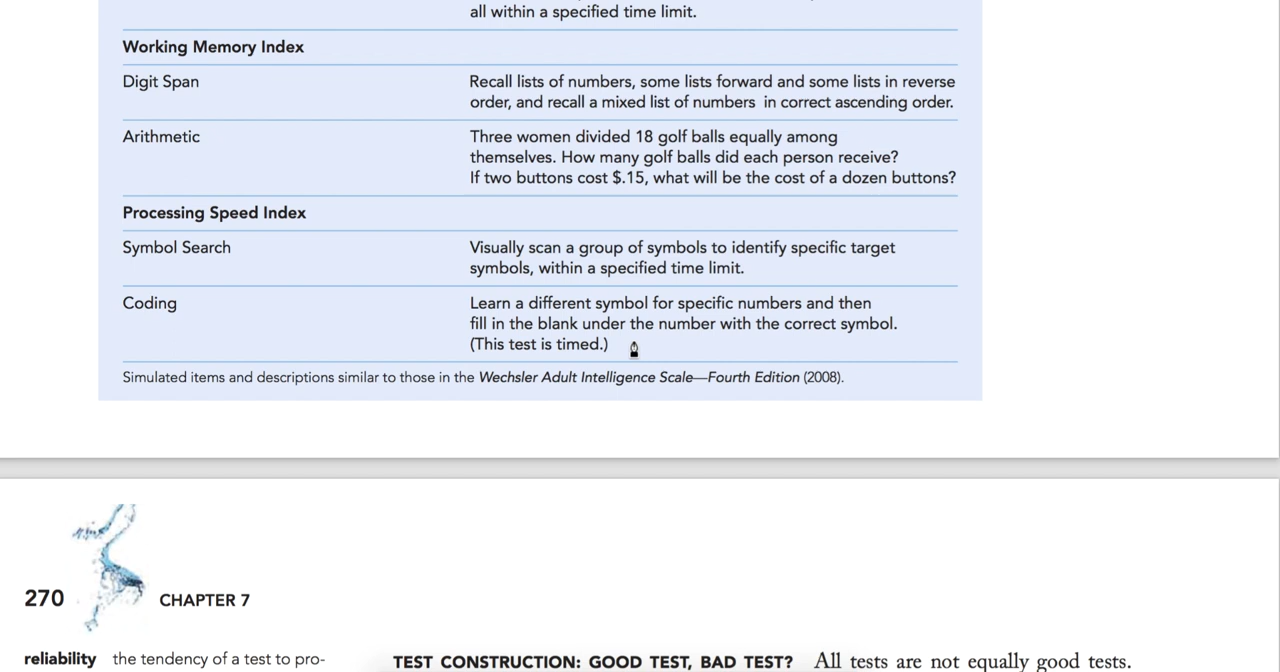 all within a specified time limit.
Working Memory Index
Digit Span
Recall lists of numbers, some lists forward and some lists in reverse
order, and recall a mixed list of numbers in correct ascending order.
Arithmetic
Three women divided 18 golf balls equally among
themselves. How many golf balls did each person receive?
If two buttons cost $.15, what will be the cost of a dozen buttons?
Processing Speed Index
Symbol Search
Visually scan a group of symbols to identify specific target
symbols, within a specified time limit.
Coding
Learn a different symbol for specific numbers and then
fill in the blank under the number with the correct symbol.
(This test is timed.)
Simulated items and descriptions similar to those in the Wechsler Adult Intelligence Scale—Fourth Edition (2008).
270 CHAPTER 7
reliability the tendency of a test to pro-
TEST CONSTRUCTION: GOOD TEST, BAD TEST? All tests are not equally good tests.